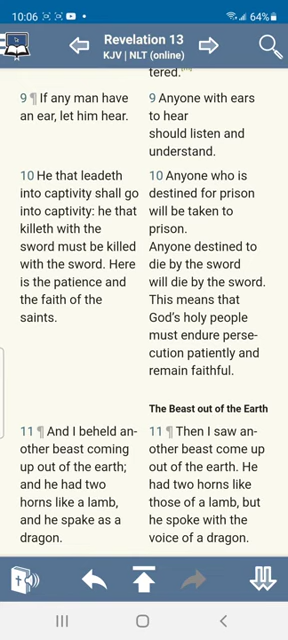 10:06
64%
Revelation 13
KJV | NLT (online)
tered."
9 ¶ If any man have
an ear, let him hear.
10 He that leadeth
into captivity shall go
into captivity: he that
killeth with the
sword must be killed
with the sword. Here
is the patience and
the faith of the
saints.
11 ¶ And I beheld an-
other beast coming
up out of the earth;
and he had two
horns like a lamb,
and he spake as a
dragon.
9 Anyone with ears
to hear
should listen and
understand.
10 Anyone who is
destined for prison
will be taken to
prison.
Anyone destined to
die by the sword
will die by the sword.
This means that
God's holy people
must endure perse-
cution patiently and
remain faithful.
The Beast out of the Earth
11 ¶ Then I saw an-
other beast come up
out of the earth. He
had two horns like
those of a lamb, but
he spoke with the
voice of a dragon.